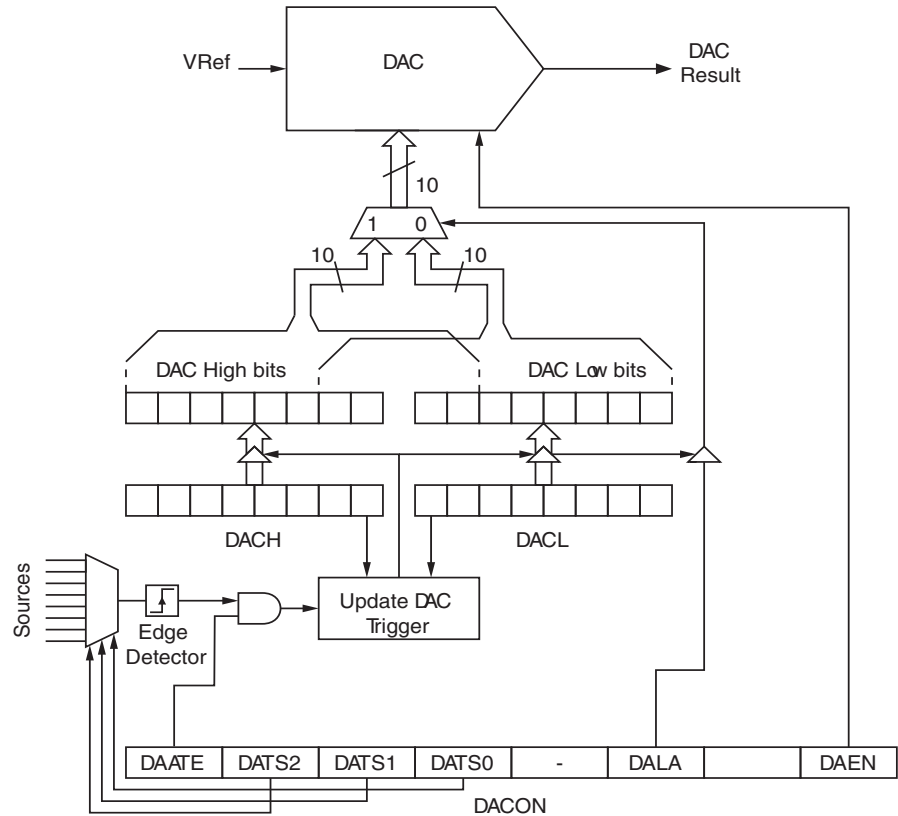 VRef
DAC
DAC
Result
10
1 0
10 10
DAC High bits DAC Low bits
DACH DACL
Sources
Edge
Detector
Update DAC
Trigger
DAATE DATS2 DATS1 DATS0 - DALA DAEN
DACON